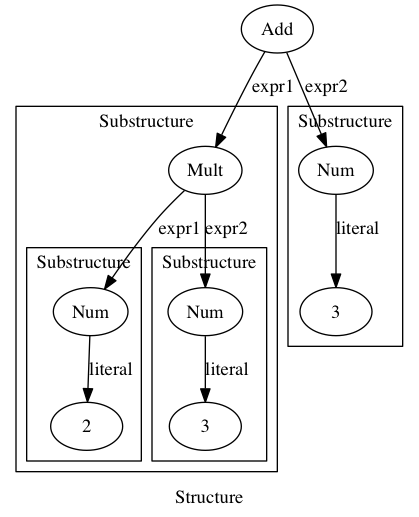 Add
expr1 expr2
Substructure Substructure
Mult Num
expr1 expr2 literal
Substructure Substructure
Num Num 3
literal literal
2 3
Structure